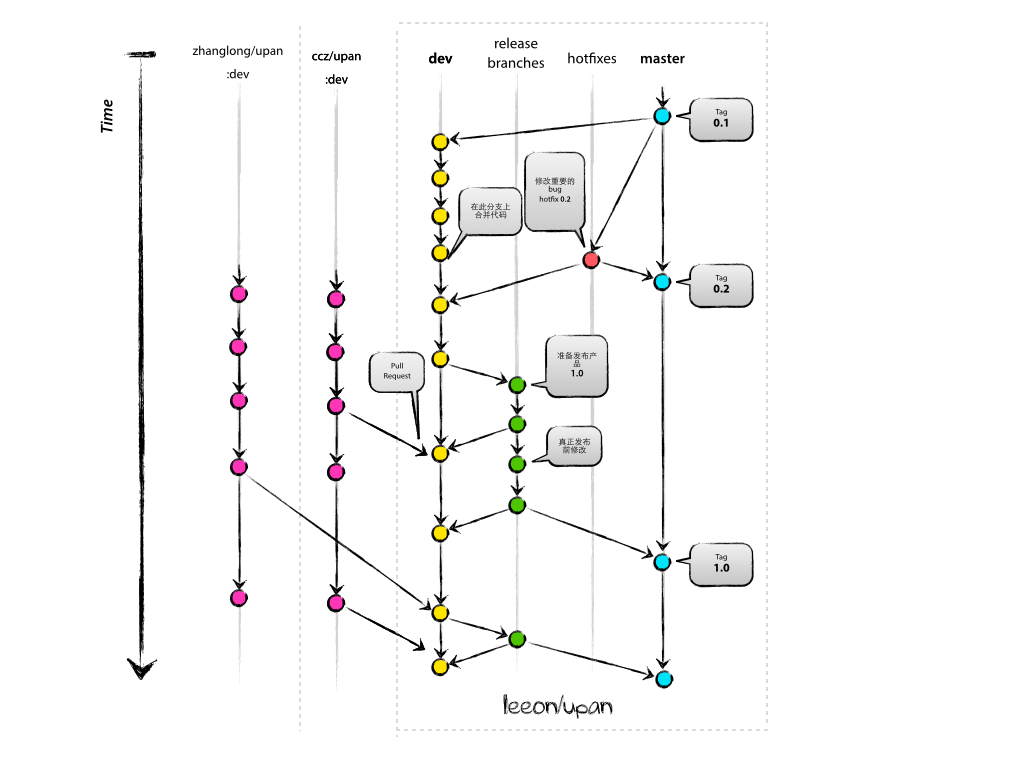 zhanglong/upan
:dev
ccz/upan
:dev
dev
release
branches
hotfixes
master
Time
Tag
0.1
修改重要的
bug
hotfix 0.2
在此分支上
合并代码
Tag
0.2
准备发布产
品
1.0
Pull
Request
真正发布
前修改
Tag
1.0
leeon/upan